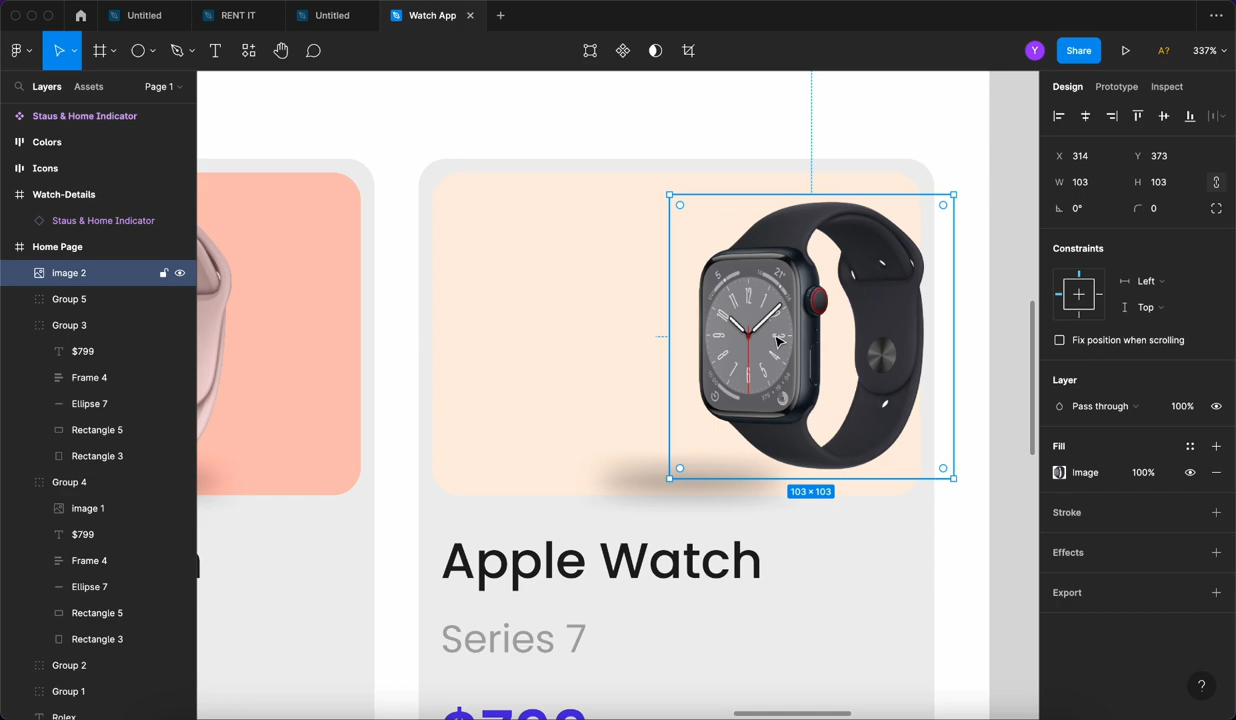 Untitled
RENT IT
Untitled
Watch App
Y
Share
A?
337%
Layers
Assets
Page 1
Staus & Home Indicator
Colors
Icons
Watch-Details
Staus & Home Indicator
Home Page
image 2
Group 5
Group 3
$799
Frame 4
Ellipse 7
Rectangle 5
Rectangle 3
Group 4
image 1
$799
Frame 4
Ellipse 7
Rectangle 5
Rectangle 3
Group 2
Group 1
Rolex
103 × 103
Apple Watch
Series 7
$799
Design
Prototype
Inspect
X 314
Y 373
W 103
H 103
0°
0
Constraints
Left
Top
Fix position when scrolling
Layer
Pass through
100%
Fill
Image
100%
Stroke
Effects
Export
?